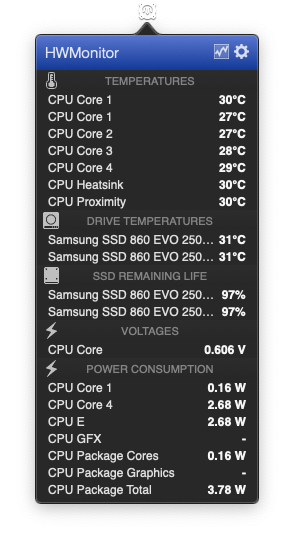 HWMonitor
TEMPERATURES
CPU Core 1 30°C
CPU Core 1 27°C
CPU Core 2 27°C
CPU Core 3 28°C
CPU Core 4 29°C
CPU Heatsink 30°C
CPU Proximity 30°C
DRIVE TEMPERATURES
Samsung SSD 860 EVO 250... 31°C
Samsung SSD 860 EVO 250... 31°C
SSD REMAINING LIFE
Samsung SSD 860 EVO 250... 97%
Samsung SSD 860 EVO 250... 97%
VOLTAGES
CPU Core 0.606 V
POWER CONSUMPTION
CPU Core 1 0.16 W
CPU Core 4 2.68 W
CPU E 2.68 W
CPU GFX -
CPU Package Cores 0.16 W
CPU Package Graphics -
CPU Package Total 3.78 W